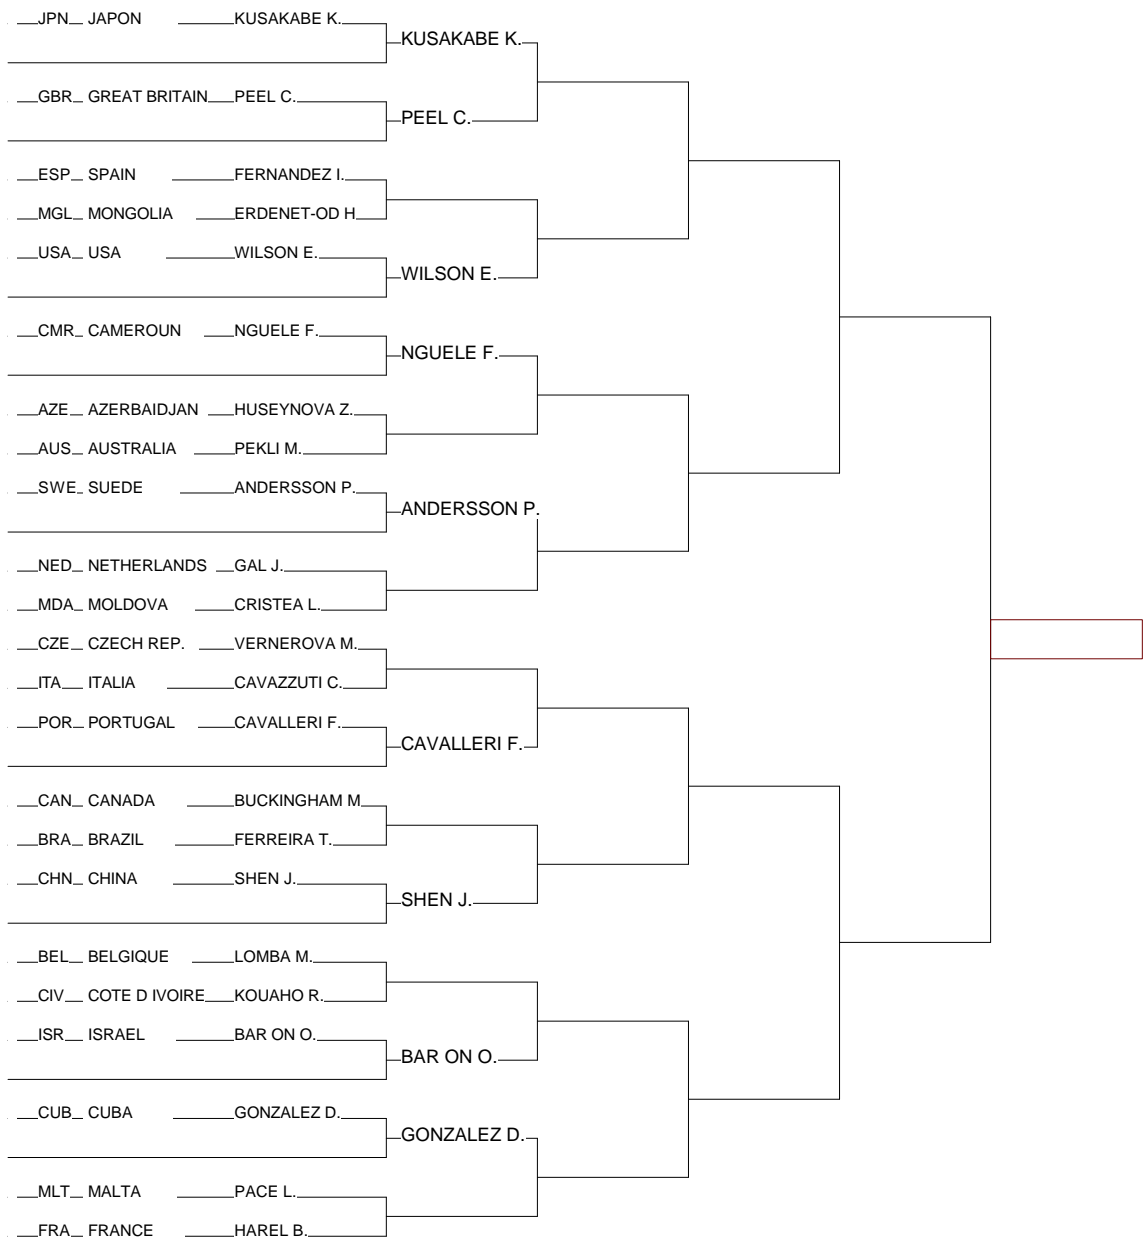 JPN JAPON KUSAKABE K.
KUSAKABE K.
GBR GREAT BRITAIN PEEL C.
PEEL C.
ESP SPAIN FERNANDEZ I.
MGL MONGOLIA ERDENET-OD H
USA USA WILSON E.
WILSON E.
CMR CAMEROUN NGUELE F.
NGUELE F.
AZE AZERBAIDJAN HUSEYNOVA Z.
AUS AUSTRALIA PEKLI M.
SWE SUEDE ANDERSSON P.
ANDERSSON P.
NED NETHERLANDS GAL J.
MDA MOLDOVA CRISTEA L.
CZE CZECH REP. VERNEROVA M.
ITA ITALIA CAVAZZUTI C.
POR PORTUGAL CAVALLERI F.
CAVALLERI F.
CAN CANADA BUCKINGHAM M
BRA BRAZIL FERREIRA T.
CHN CHINA SHEN J.
SHEN J.
BEL BELGIQUE LOMBA M.
CIV COTE D IVOIRE KOUAHO R.
ISR ISRAEL BAR ON O.
BAR ON O.
CUB CUBA GONZALEZ D.
GONZALEZ D.
MLT MALTA PACE L.
FRA FRANCE HAREL B.